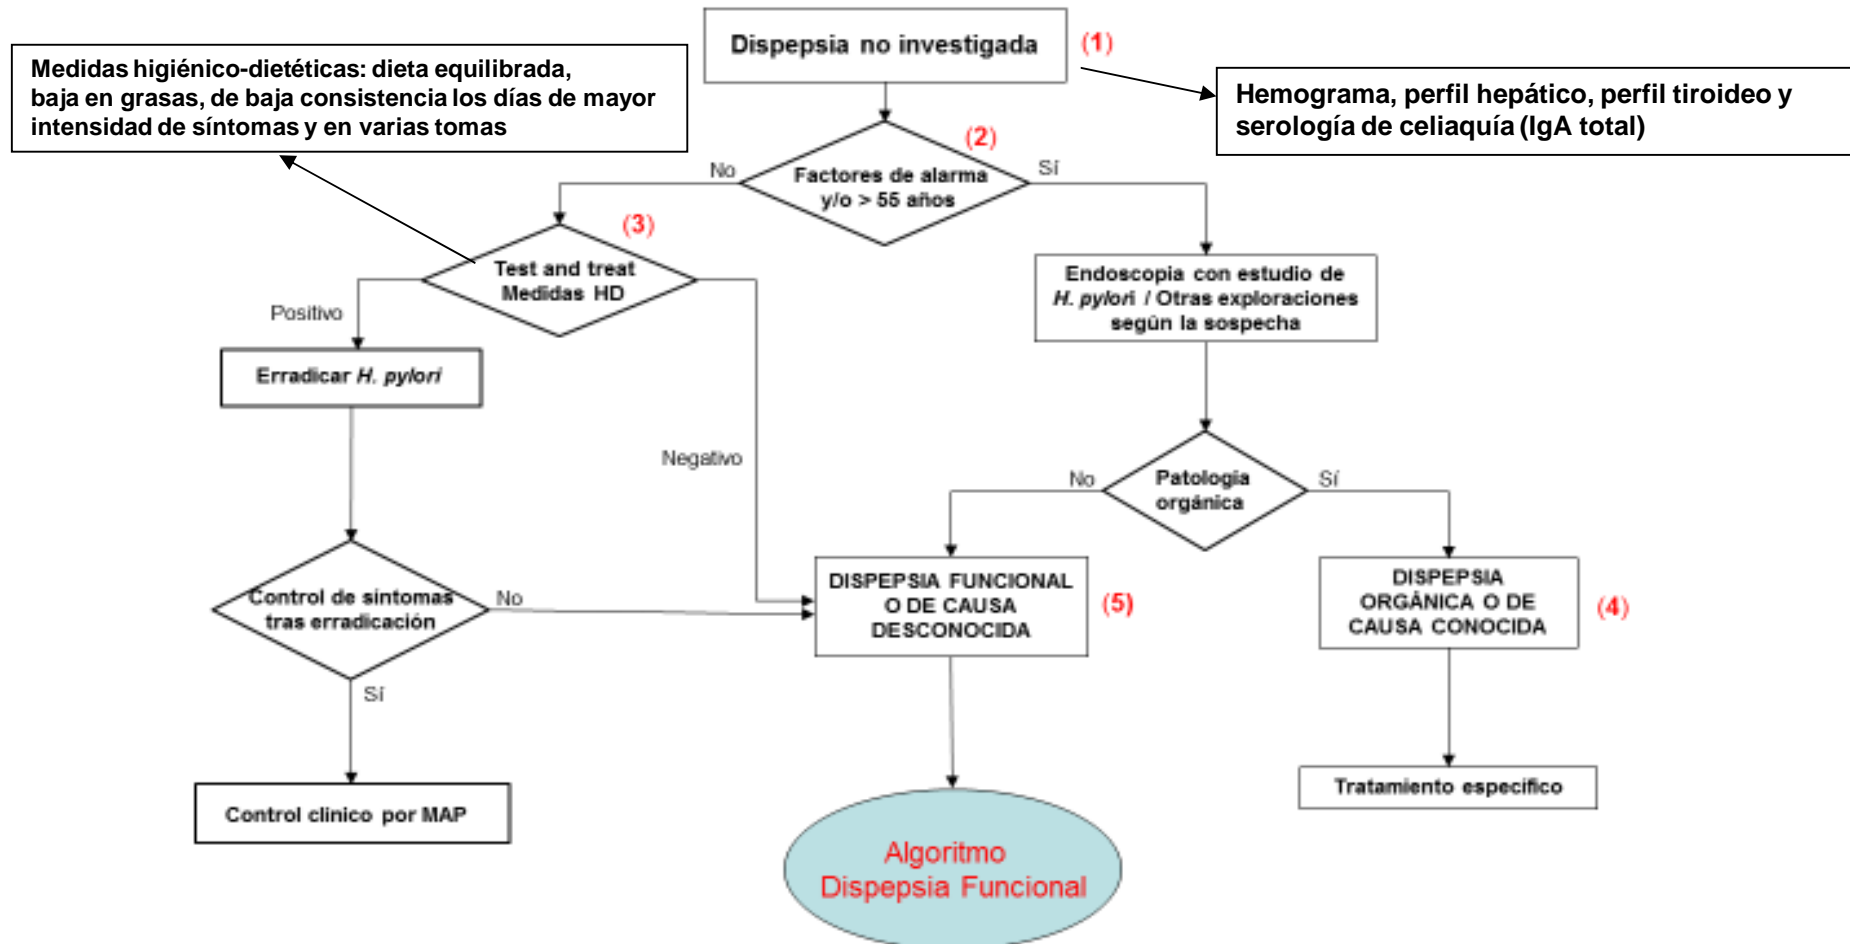 Dispepsia no investigada
(1)
Medidas higiénico-dietéticas: dieta equilibrada,
baja en grasas, de baja consistencia los días de mayor
intensidad de síntomas y en varias tomas
Hemograma, perfil hepático, perfil tiroideo y
serología de celiaquía (IgA total)
(2)
No
Factores de alarma
y/o > 55 años
Sí
(3)
Test and treat
Medidas HD
Endoscopia con estudio de
H. pylori / Otras exploraciones
según la sospecha
Positivo
Erradicar H. pylori
Negativo
No
Patología
orgánica
Sí
Control de síntomas
tras erradicación
No
DISPEPSIA FUNCIONAL
O DE CAUSA
DESCONOCIDA
(5)
DISPEPSIA
ORGÁNICA O DE
CAUSA CONOCIDA
(4)
Sí
Control clínico por MAP
Tratamiento específico
Algoritmo
Dispepsia Funcional